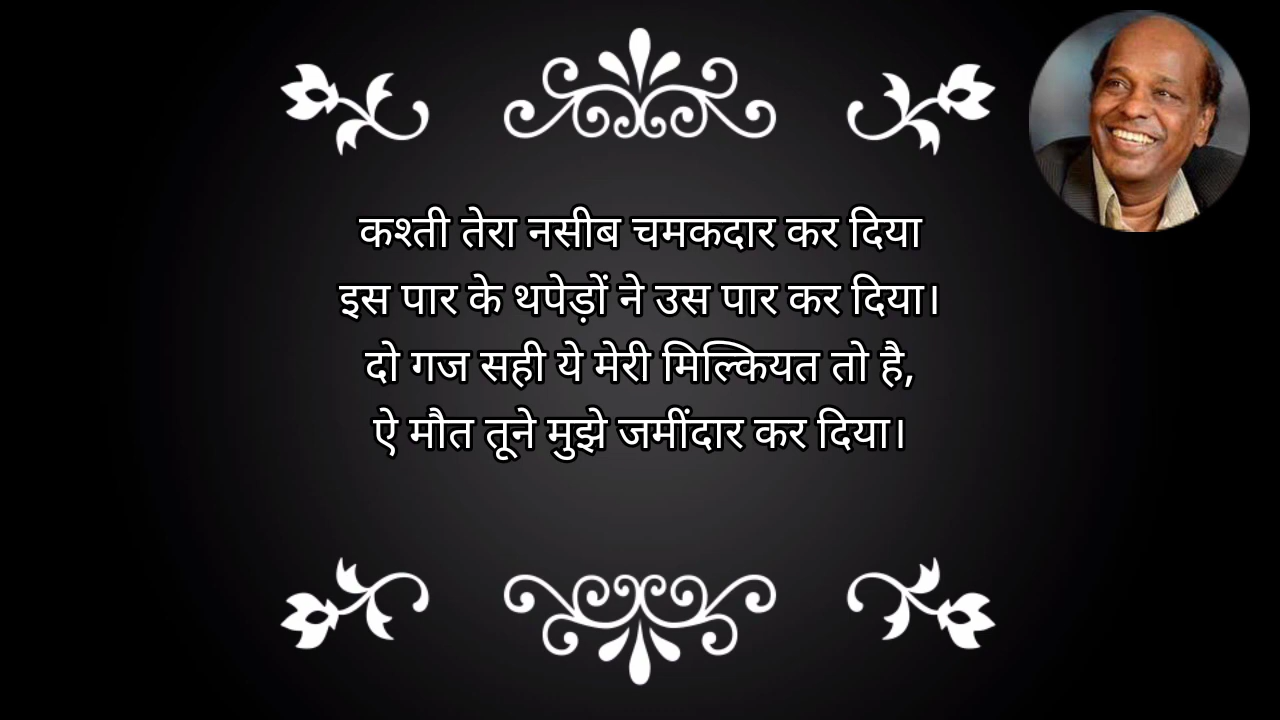 कश्ती तेरा नसीब चमकदार कर दिया
इस पार के थपेड़ों ने उस पार कर दिया।
दो गज सही ये मेरी मिल्कियत तो है,
ऐ मौत तूने मुझे जमींदार कर दिया।